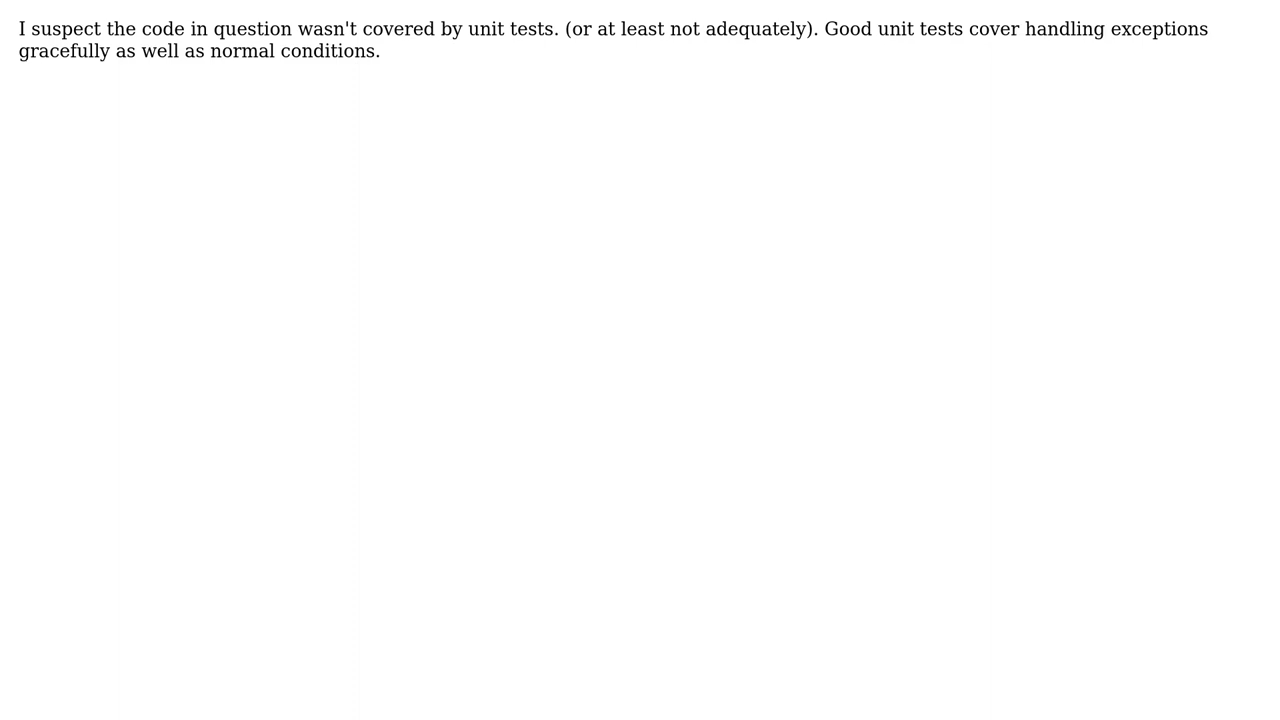 I suspect the code in question wasn't covered by unit tests. (or at least not adequately). Good unit tests cover handling exceptions
gracefully as well as normal conditions.